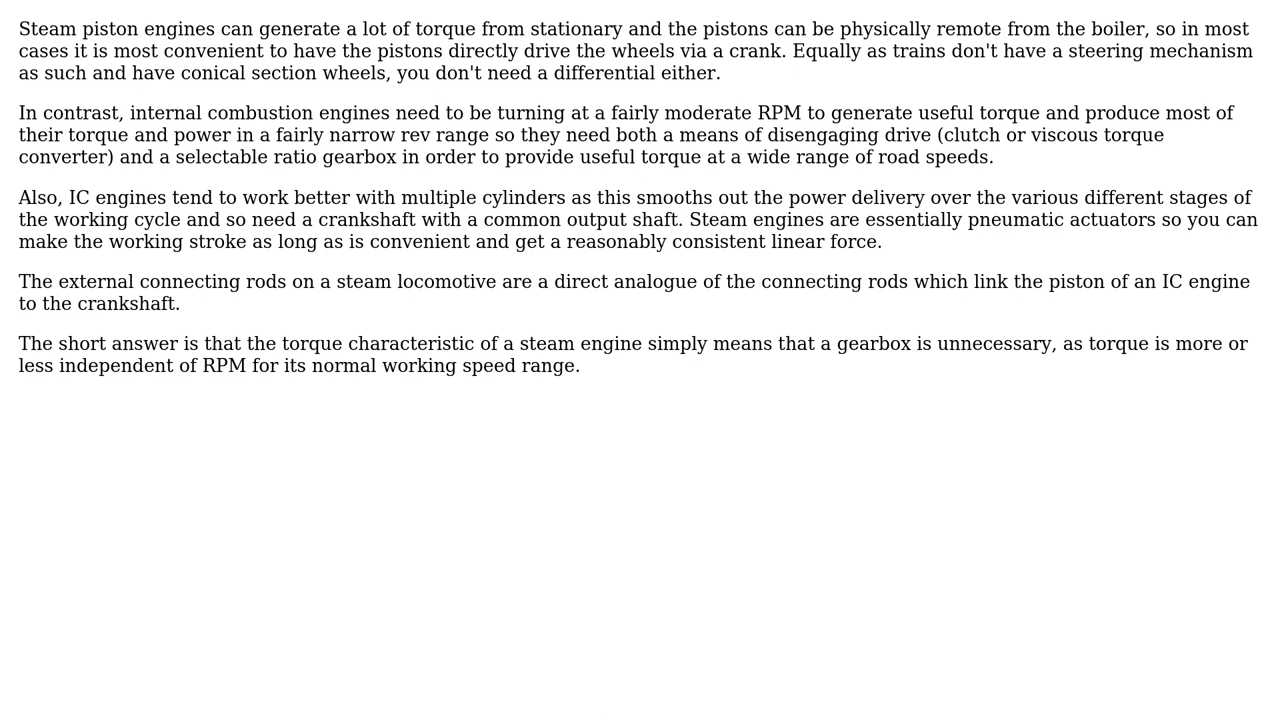 Steam piston engines can generate a lot of torque from stationary and the pistons can be physically remote from the boiler, so in most
cases it is most convenient to have the pistons directly drive the wheels via a crank. Equally as trains don't have a steering mechanism
as such and have conical section wheels, you don't need a differential either.
In contrast, internal combustion engines need to be turning at a fairly moderate RPM to generate useful torque and produce most of
their torque and power in a fairly narrow rev range so they need both a means of disengaging drive (clutch or viscous torque
converter) and a selectable ratio gearbox in order to provide useful torque at a wide range of road speeds.
Also, IC engines tend to work better with multiple cylinders as this smooths out the power delivery over the various different stages of
the working cycle and so need a crankshaft with a common output shaft. Steam engines are essentially pneumatic actuators so you can
make the working stroke as long as is convenient and get a reasonably consistent linear force.
The external connecting rods on a steam locomotive are a direct analogue of the connecting rods which link the piston of an IC engine
to the crankshaft.
The short answer is that the torque characteristic of a steam engine simply means that a gearbox is unnecessary, as torque is more or
less independent of RPM for its normal working speed range.